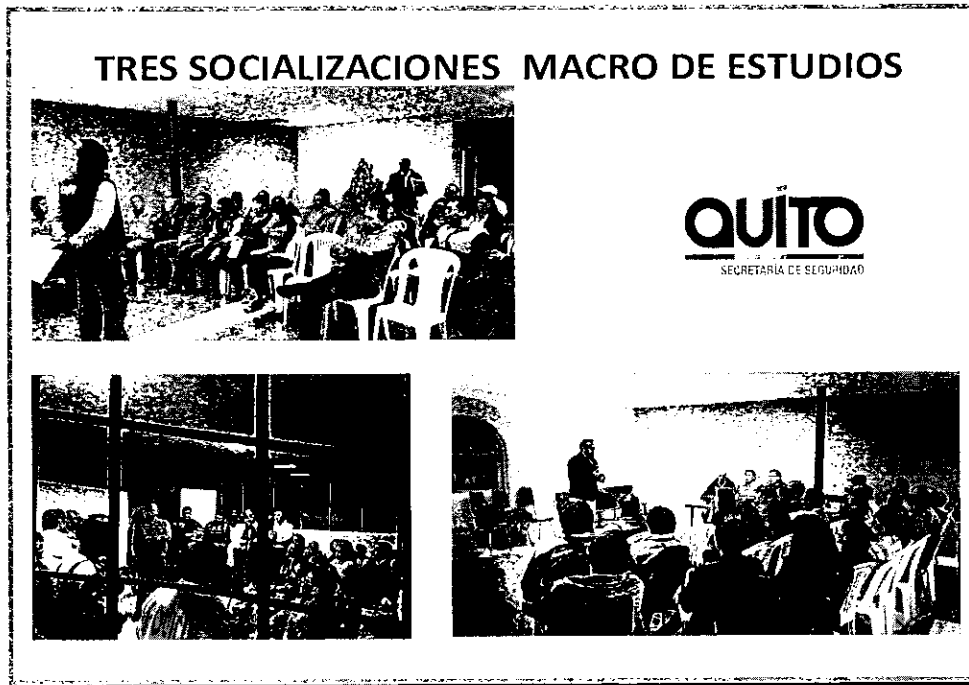 TRES SOCIALIZACIONES MACRO DE ESTUDIOS
QUITO
SECRETARÍA DE SEGURIDAD